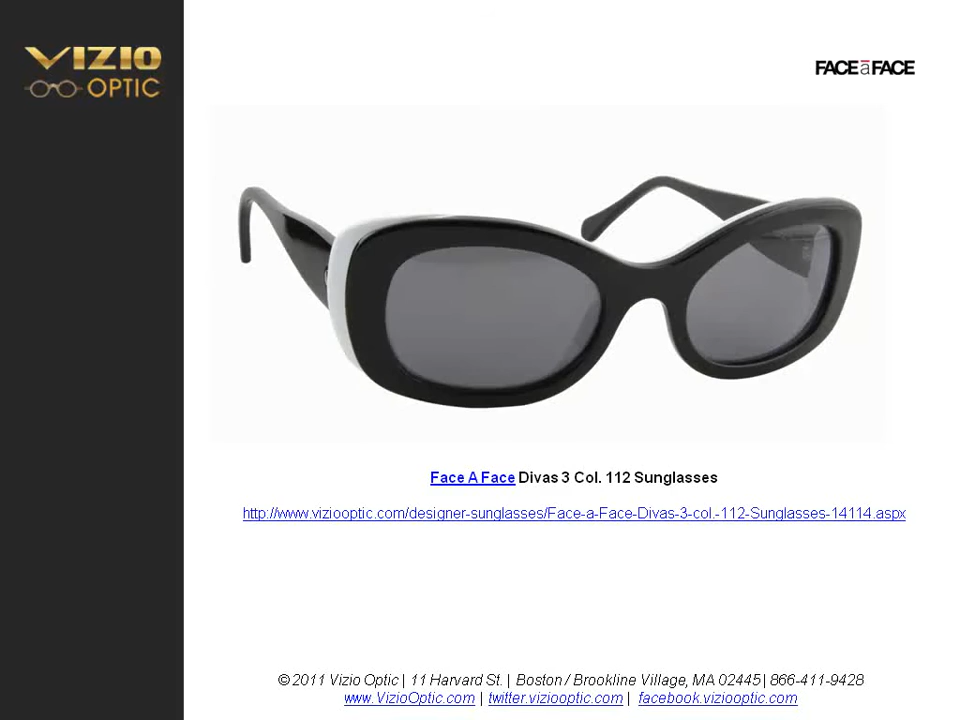 VIZIO
OPTIC
FACEàFACE
Face A Face Divas 3 Col. 112 Sunglasses
http://www.viziooptic.com/designer-sunglasses/Face-a-Face-Divas-3-col.-112-Sunglasses-14114.aspx
© 2011 Vizio Optic | 11 Harvard St. | Boston / Brookline Village, MA 02445 | 866-411-9428
www.VizioOptic.com | twitter.viziooptic.com | facebook.viziooptic.com